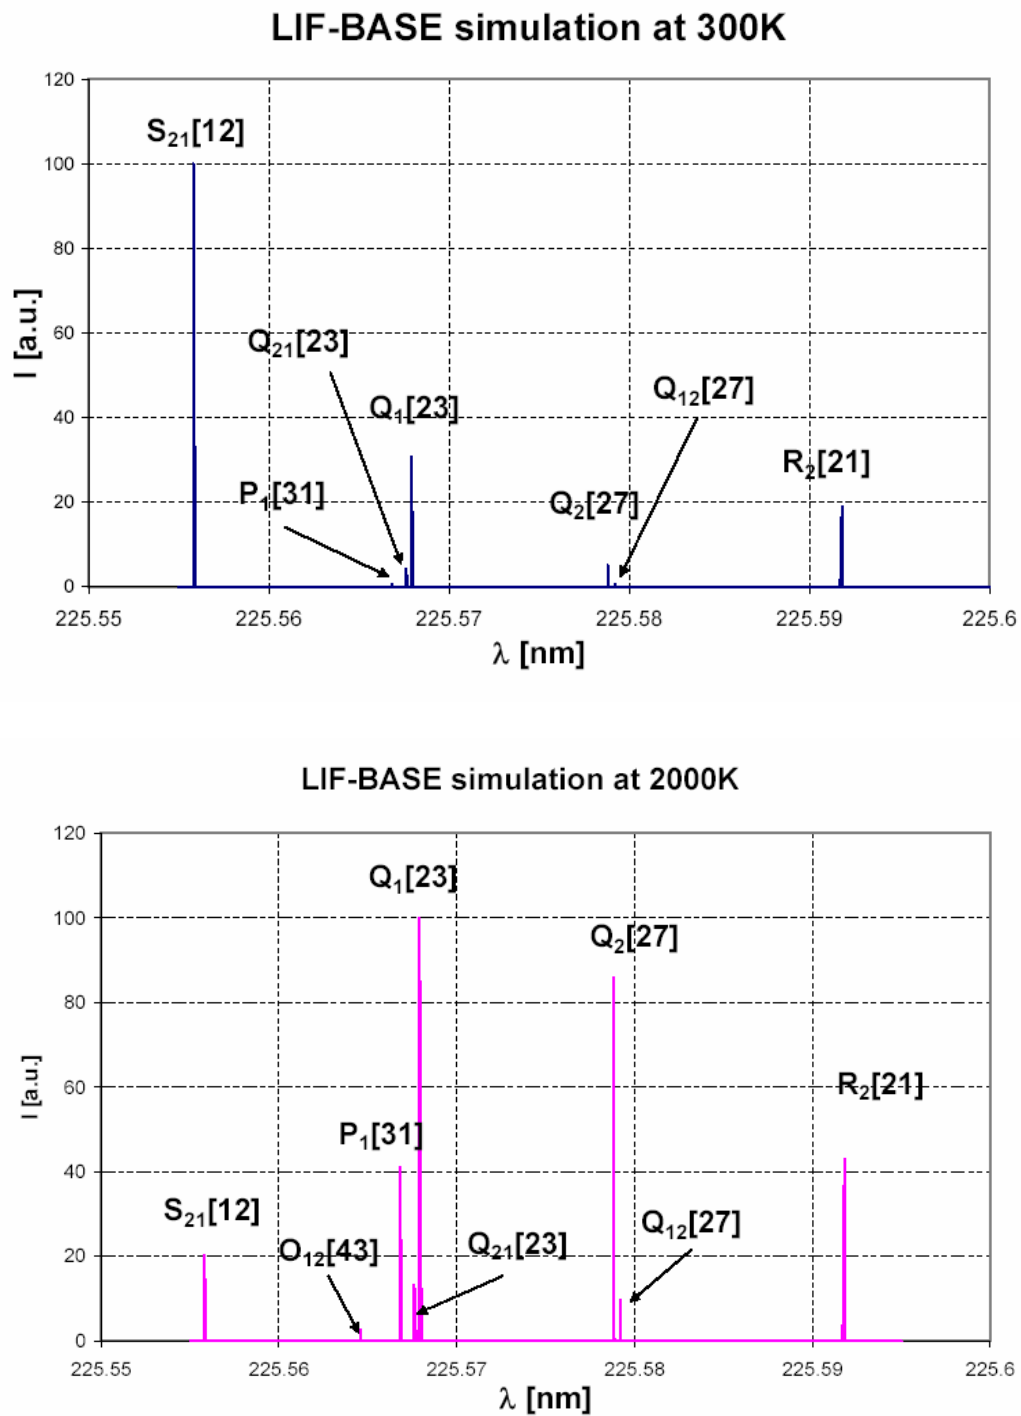 LIF-BASE simulation at 300K
120
S21[12]
100
80
Q21[23]
60
Q12[27]
Q1[23]
40
R2[21]
P1[31]
Q2[27]
20
0
I [a.u.]
225.55 225.56 225.57 225.58 225.59 225.6
λ [nm]
LIF-BASE simulation at 2000K
120
Q1[23]
100
Q2[27]
80
60
R2[21]
P1[31]
40
S21[12]
Q12[27]
O12[43]
Q21[23]
20
0
I [a.u.]
225.55 225.56 225.57 225.58 225.59 225.6
λ [nm]